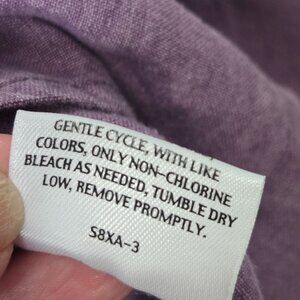 GENTLE CYCLE, WITH LIKE
COLORS, ONLY NON-CHLORINE
BLEACH AS NEEDED, TUMBLE DRY
LOW, REMOVE PROMPTLY.
S8XA-3